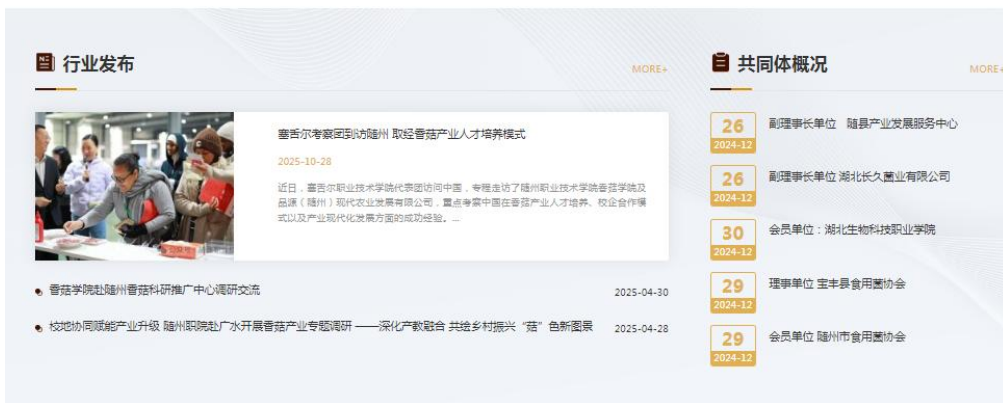 行业发布
MORE+
塞舌尔考察团到访随州 取经香菇产业人才培养模式
2025-10-28
近日，塞舌尔职业技术学院代表团访问中国，专程走访了随州职业技术学院香菇学院及
品源（随州）现代农业发展有限公司，重点考察中国在香菇产业人才培养、校企合作模
式以及产业现代化发展方面的成功经验。...
香菇学院赴随州香菇科研推广中心调研交流
2025-04-30
校地协同赋能产业升级 随州职院赴广水开展香菇产业专题调研 ——深化产教融合 共绘乡村振兴“菇”色新图景
2025-04-28
共同体概况
MORE+
26
2024-12
副理事长单位 随县产业发展服务中心
26
2024-12
副理事长单位 湖北长久菌业有限公司
30
2024-12
会员单位：湖北生物科技职业学院
29
2024-12
理事单位 宝丰县食用菌协会
29
2024-12
会员单位 随州市食用菌协会